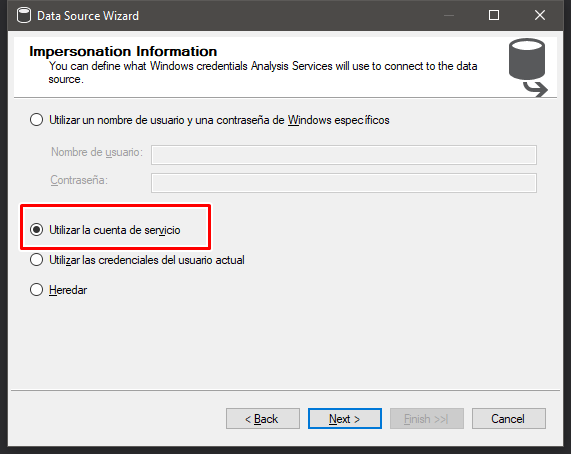 Data Source Wizard
Impersonation Information
You can define what Windows credentials Analysis Services will use to connect to the data
source.
Utilizar un nombre de usuario y una contraseña de Windows específicos
Nombre de usuario:
Contraseña:
Utilizar la cuenta de servicio
Utilizar las credenciales del usuario actual
Heredar
< Back
Next >
Finish >>|
Cancel